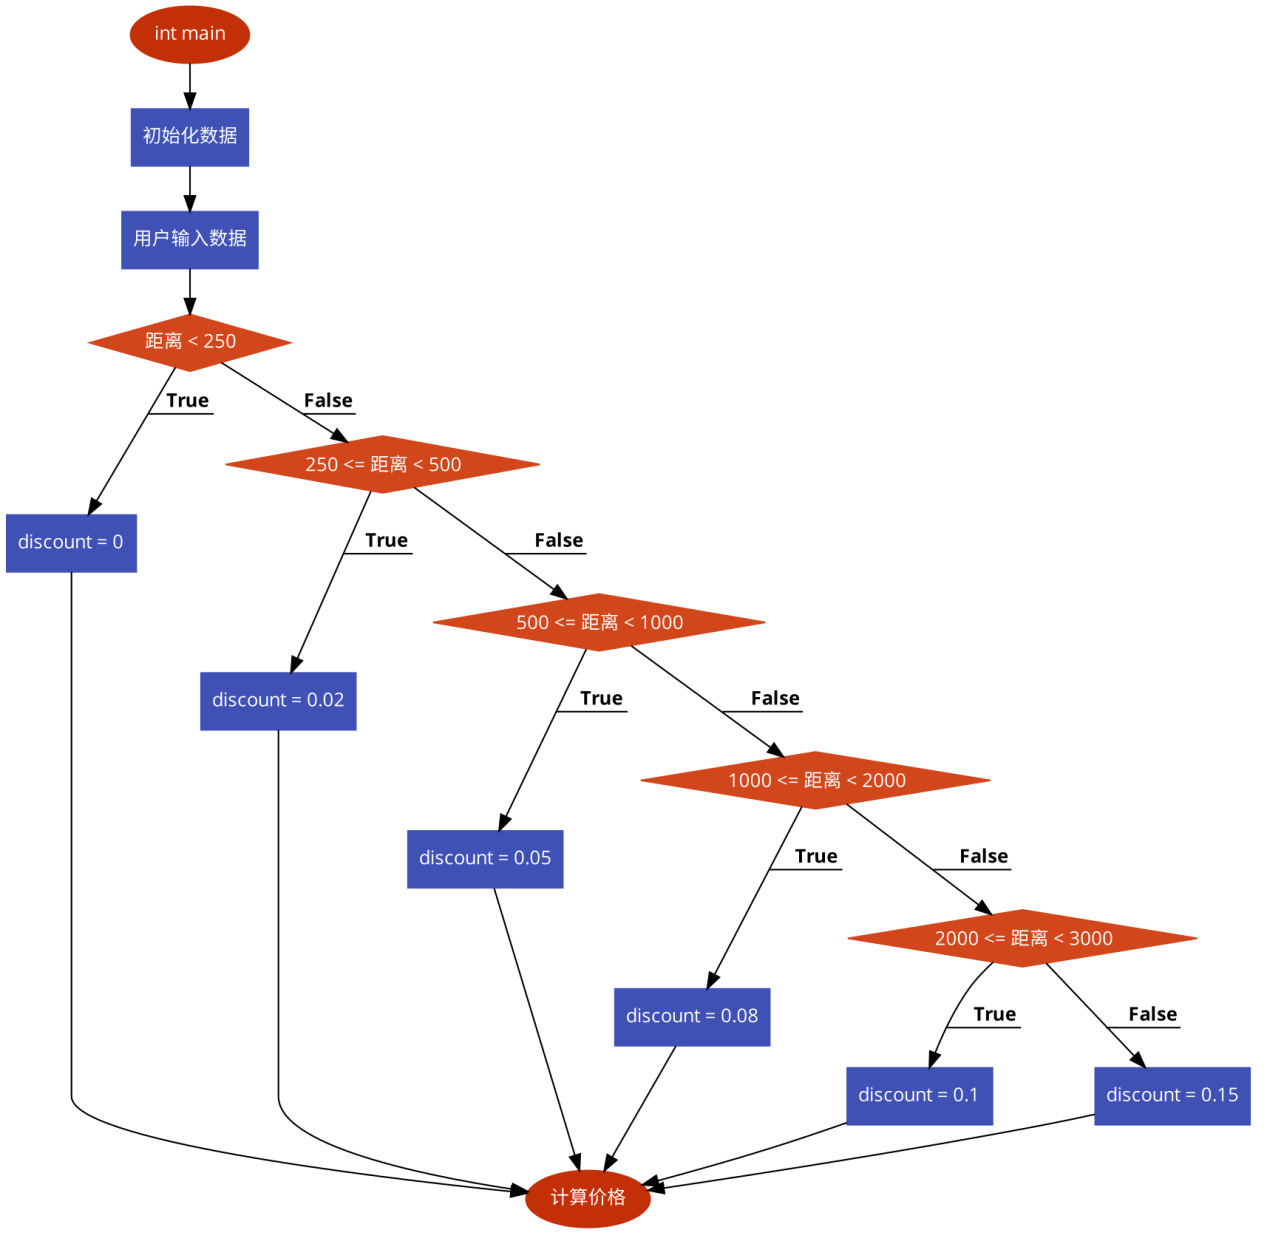 int main
初始化数据
用户输入数据
距离 < 250
True
False
250 <= 距离 < 500
discount = 0
True
False
500 <= 距离 < 1000
discount = 0.02
True
False
1000 <= 距离 < 2000
discount = 0.05
True
False
2000 <= 距离 < 3000
discount = 0.08
True
False
discount = 0.1
discount = 0.15
计算价格